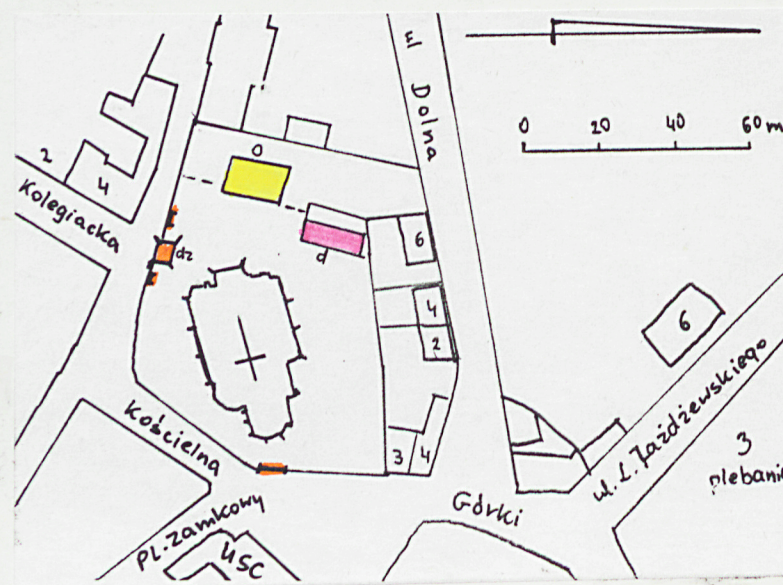 ul
Dolna
0 20 40 60 m
2
4
Kolegiacka
O
dz
d
6
4
2
6
Kościelna
3 4
Pl. Zamkowy
USC
Górki
ul. L. Jażdżewskiego
3
plebania